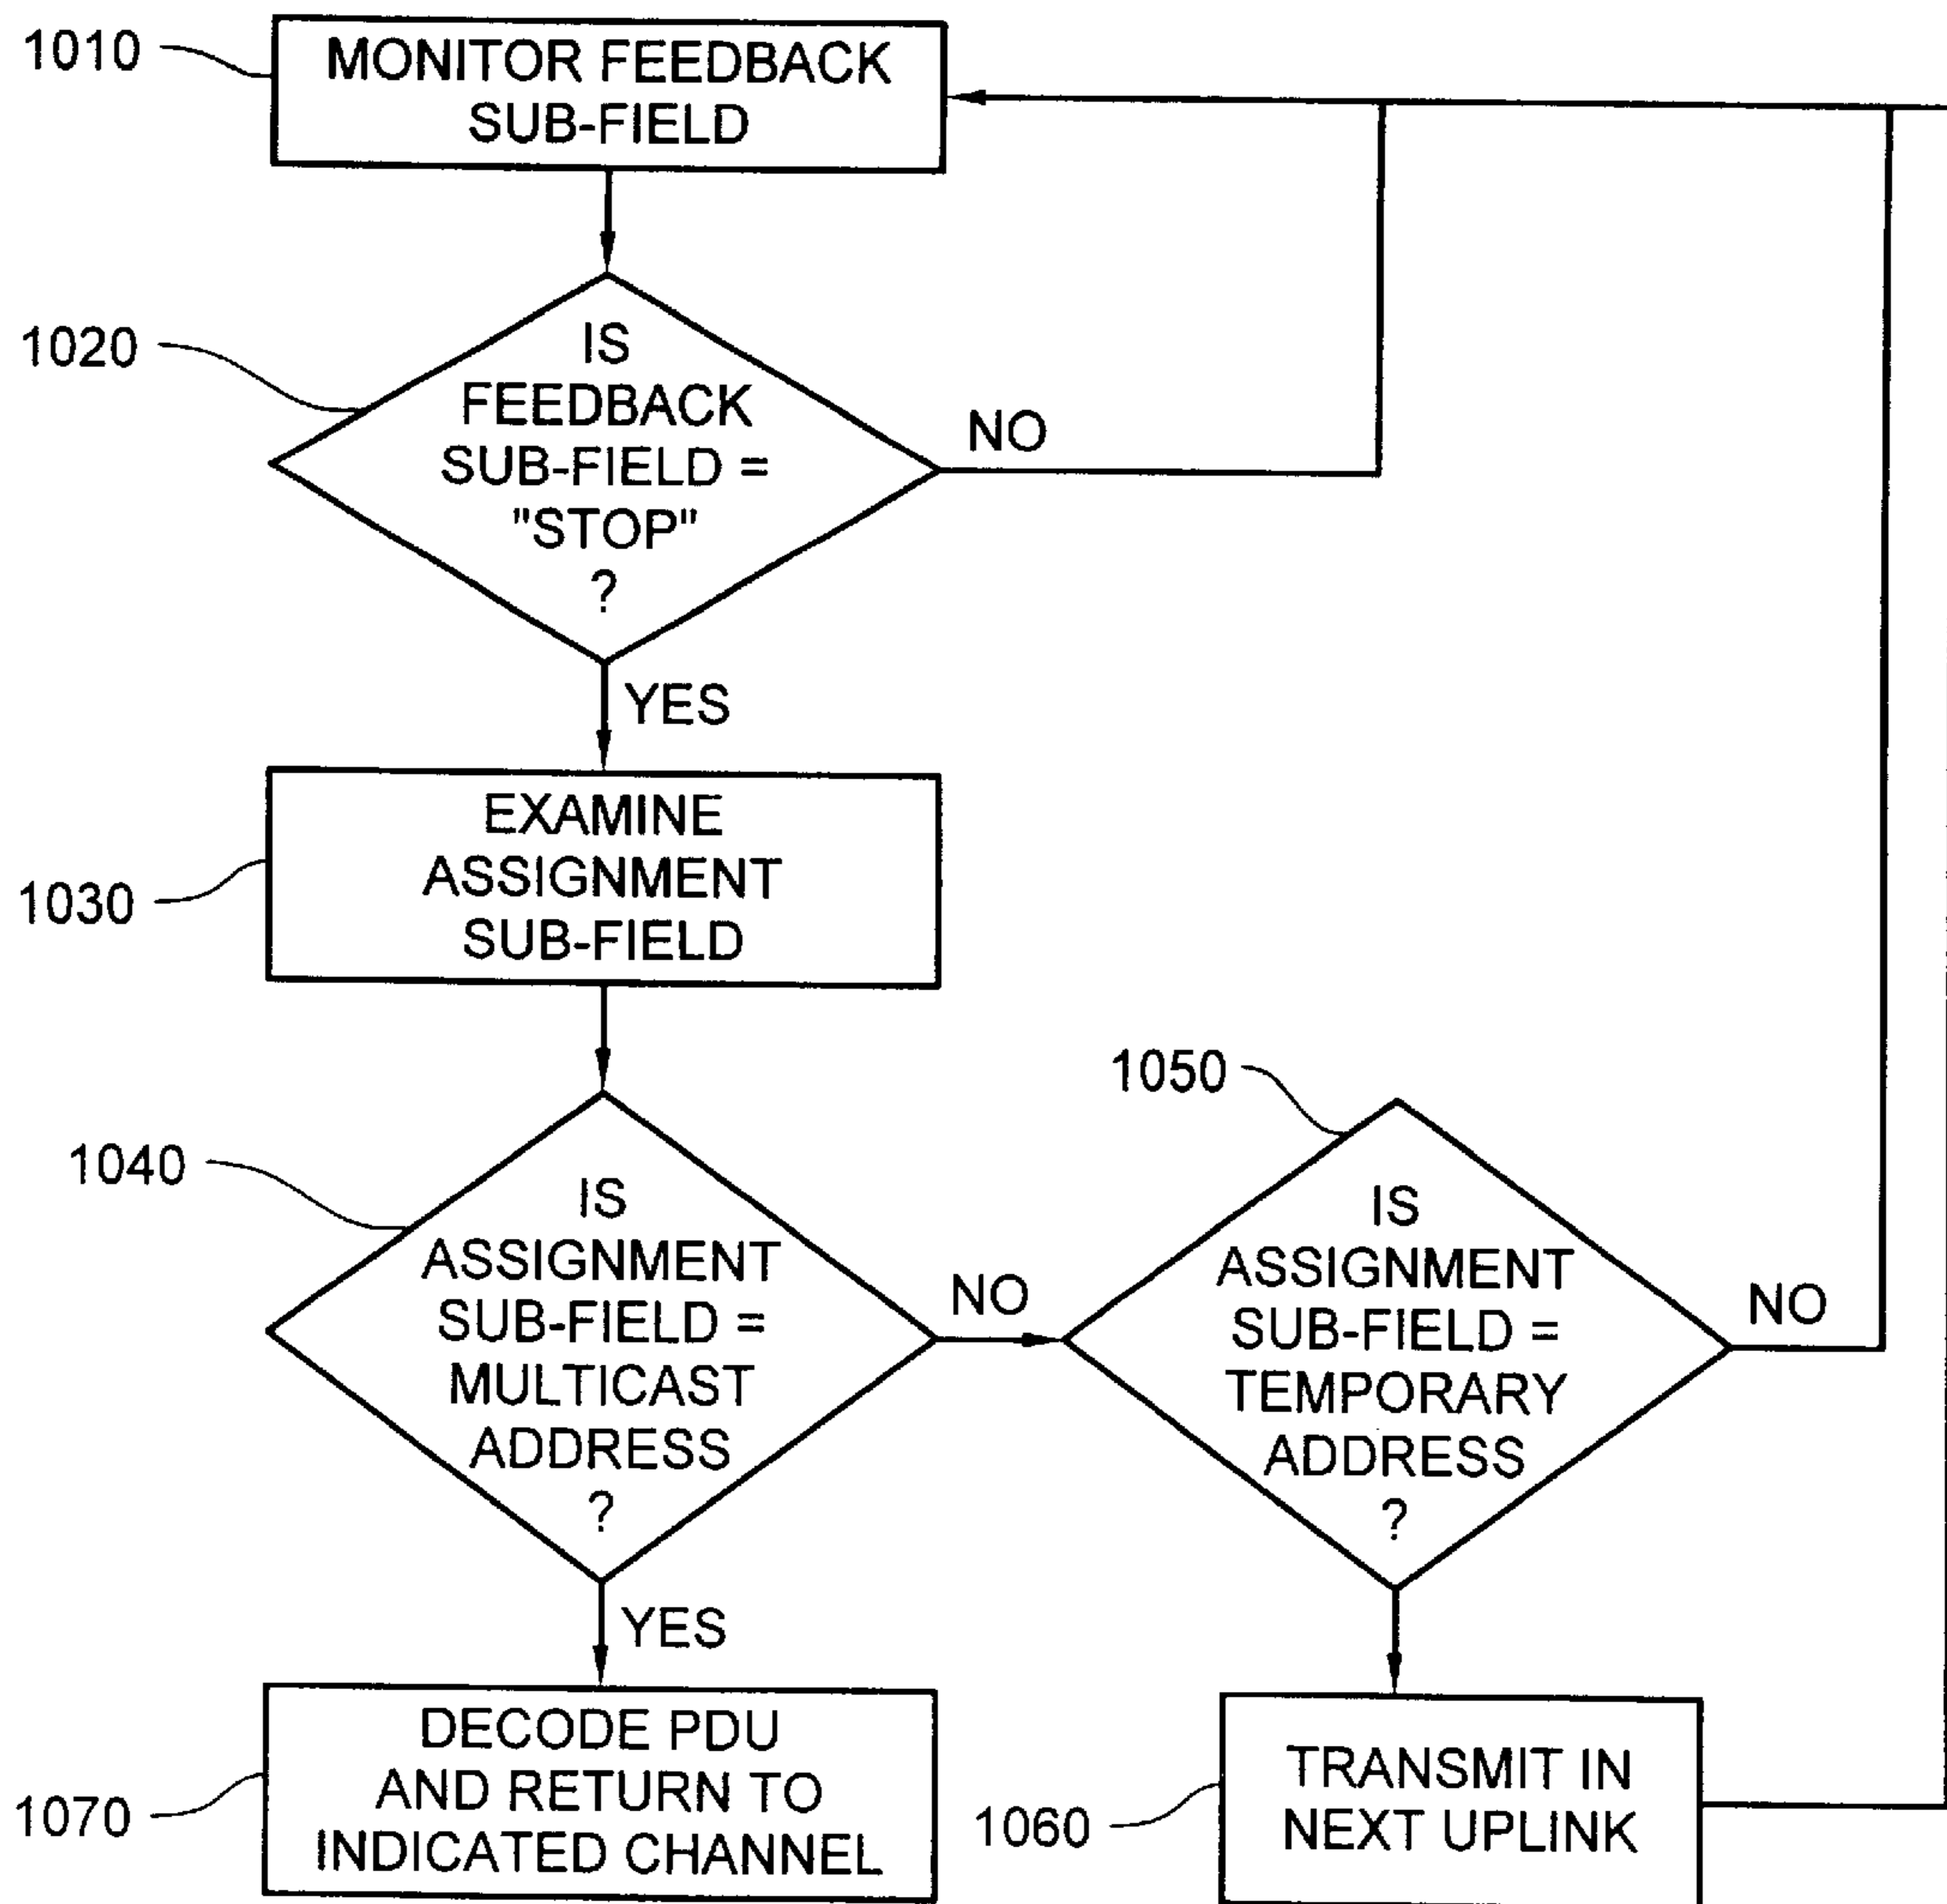 1010
MONITOR FEEDBACK
SUB-FIELD
1020
IS
FEEDBACK
SUB-FIELD =
"STOP"
?
NO
YES
1030
EXAMINE
ASSIGNMENT
SUB-FIELD
1040
IS
ASSIGNMENT
SUB-FIELD =
MULTICAST
ADDRESS
?
NO
1050
IS
ASSIGNMENT
SUB-FIELD =
TEMPORARY
ADDRESS
?
NO
YES
1070
DECODE PDU
AND RETURN TO
INDICATED CHANNEL
1060
TRANSMIT IN
NEXT UPLINK